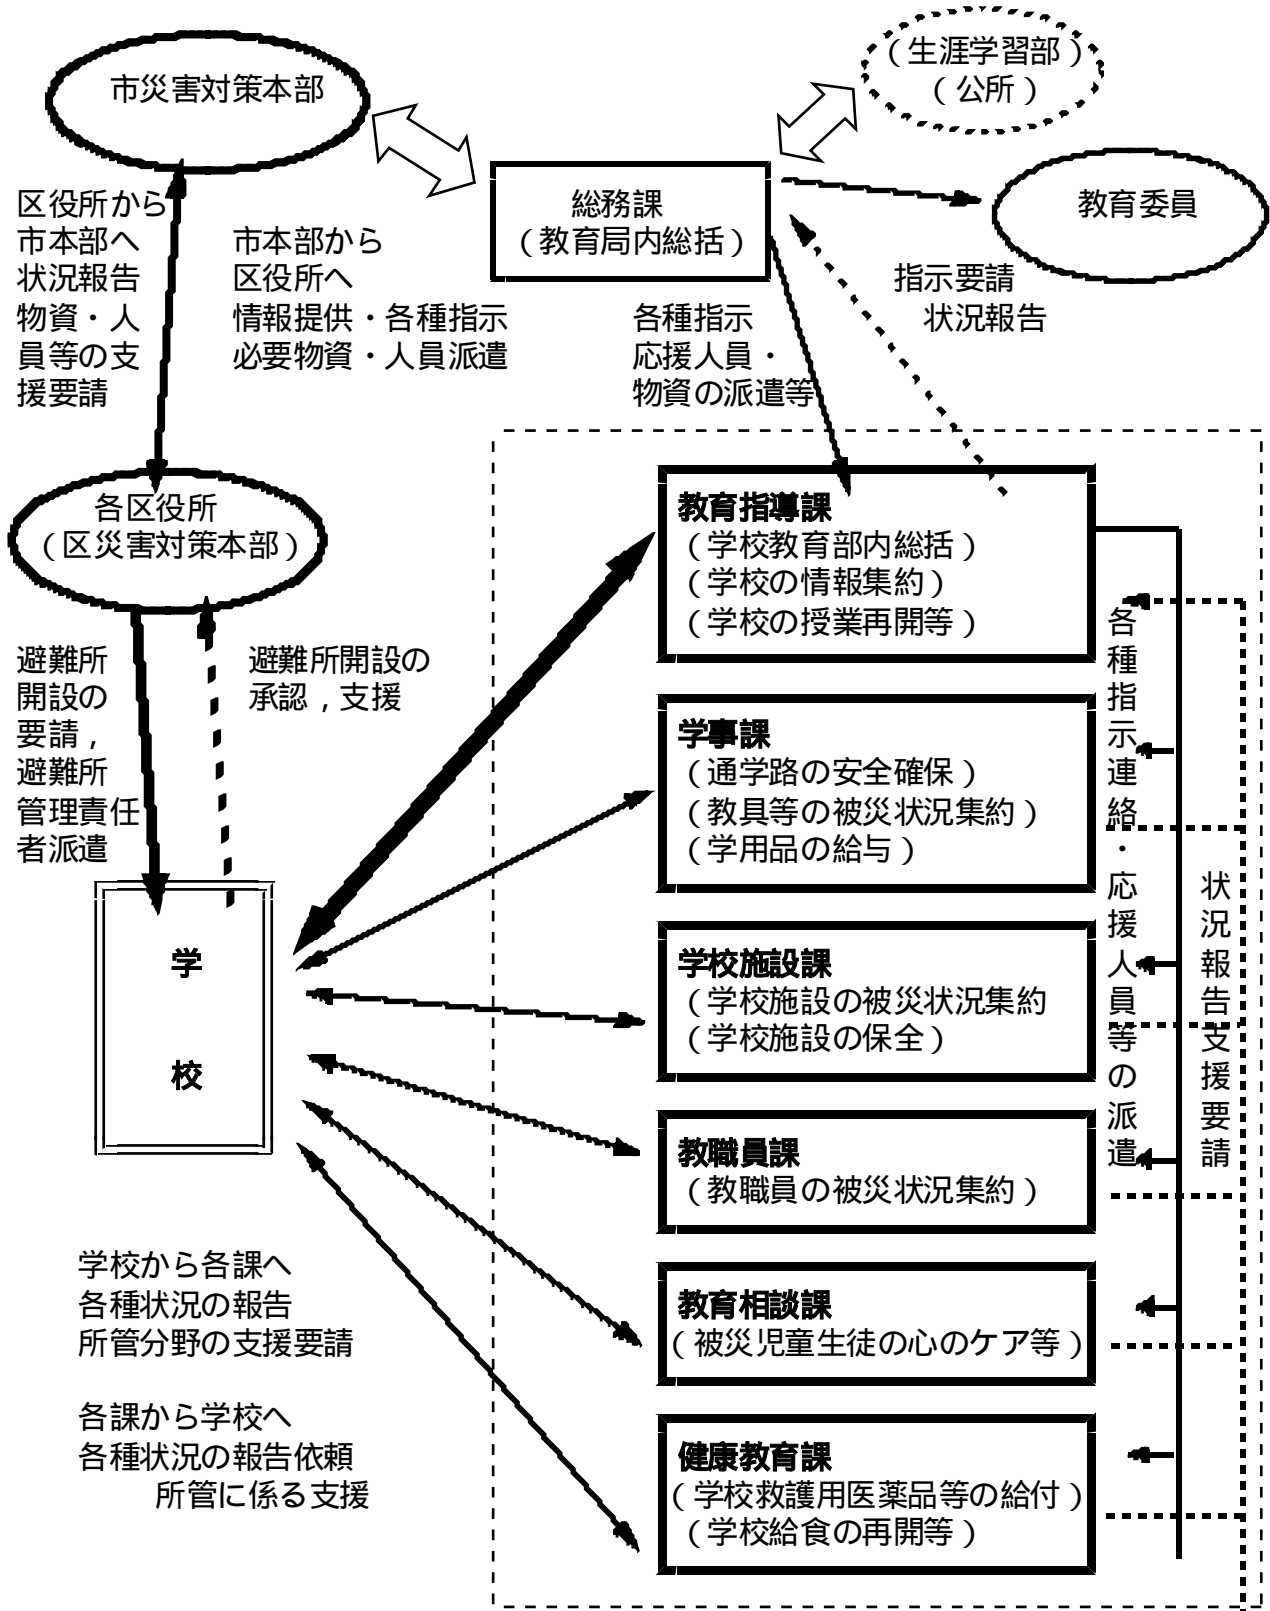 市災害対策本部
（生涯学習部）
（公所）
総務課
（教育局内総括）
教育委員
区役所から
市本部へ
状況報告
物資・人
員等の支
援要請
市本部から
区役所へ
情報提供・各種指示
必要物資・人員派遣
各種指示
応援人員・
物資の派遣等
指示要請
状況報告
各区役所
（区災害対策本部）
避難所
開設の
要請，
避難所
管理責任
者派遣
避難所開設の
承認，支援
学
校
教育指導課
（学校教育部内総括）
（学校の情報集約）
（学校の授業再開等）
学事課
（通学路の安全確保）
（教具等の被災状況集約）
（学用品の給与）
学校施設課
（学校施設の被災状況集約
（学校施設の保全）
教職員課
（教職員の被災状況集約）
教育相談課
（被災児童生徒の心のケア等）
健康教育課
（学校救護用医薬品等の給付）
（学校給食の再開等）
各種指示連絡・応援人員等の派遣
状況報告支援要請
学校から各課へ
各種状況の報告
所管分野の支援要請
各課から学校へ
各種状況の報告依頼
所管に係る支援